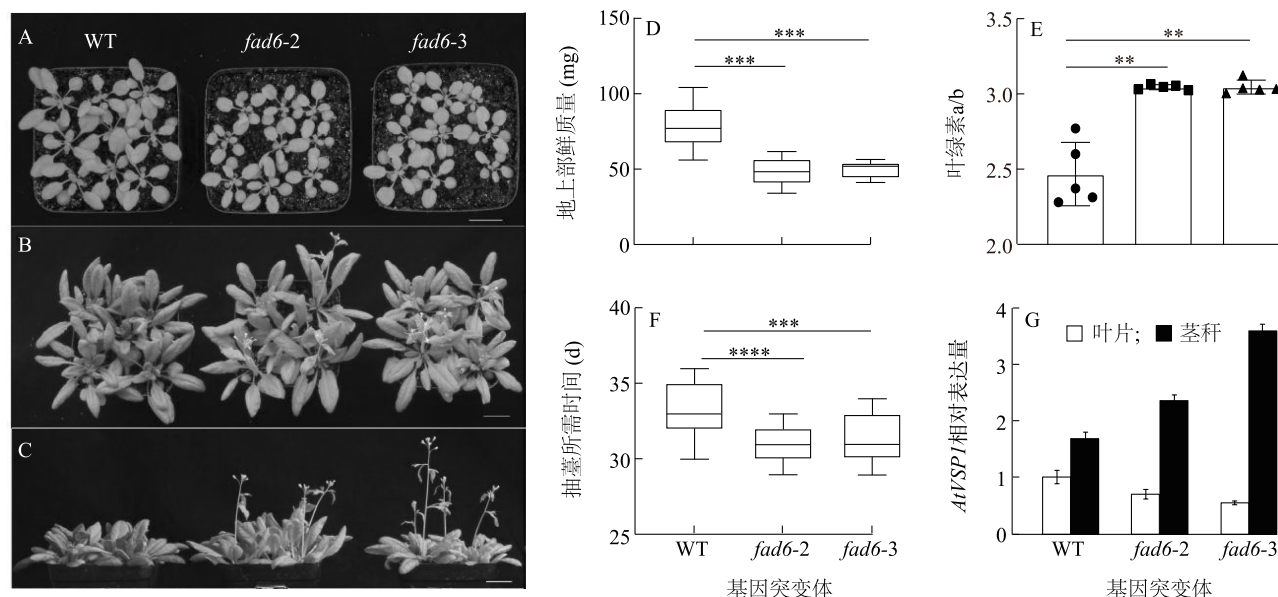 A
WT
fad6-2
fad6-3
B
C
D
地上部鲜质量 (mg)
150
100
50
0
***
***
E
叶绿素a/b
3.5
3.0
2.5
2.0
**
**
F
抽薹所需时间 (d)
40
35
30
25
***
****
WT
fad6-2
fad6-3
基因突变体
G
AtVSP1相对表达量
4
3
2
1
0
叶片; 茎秆
WT
fad6-2
fad6-3
基因突变体